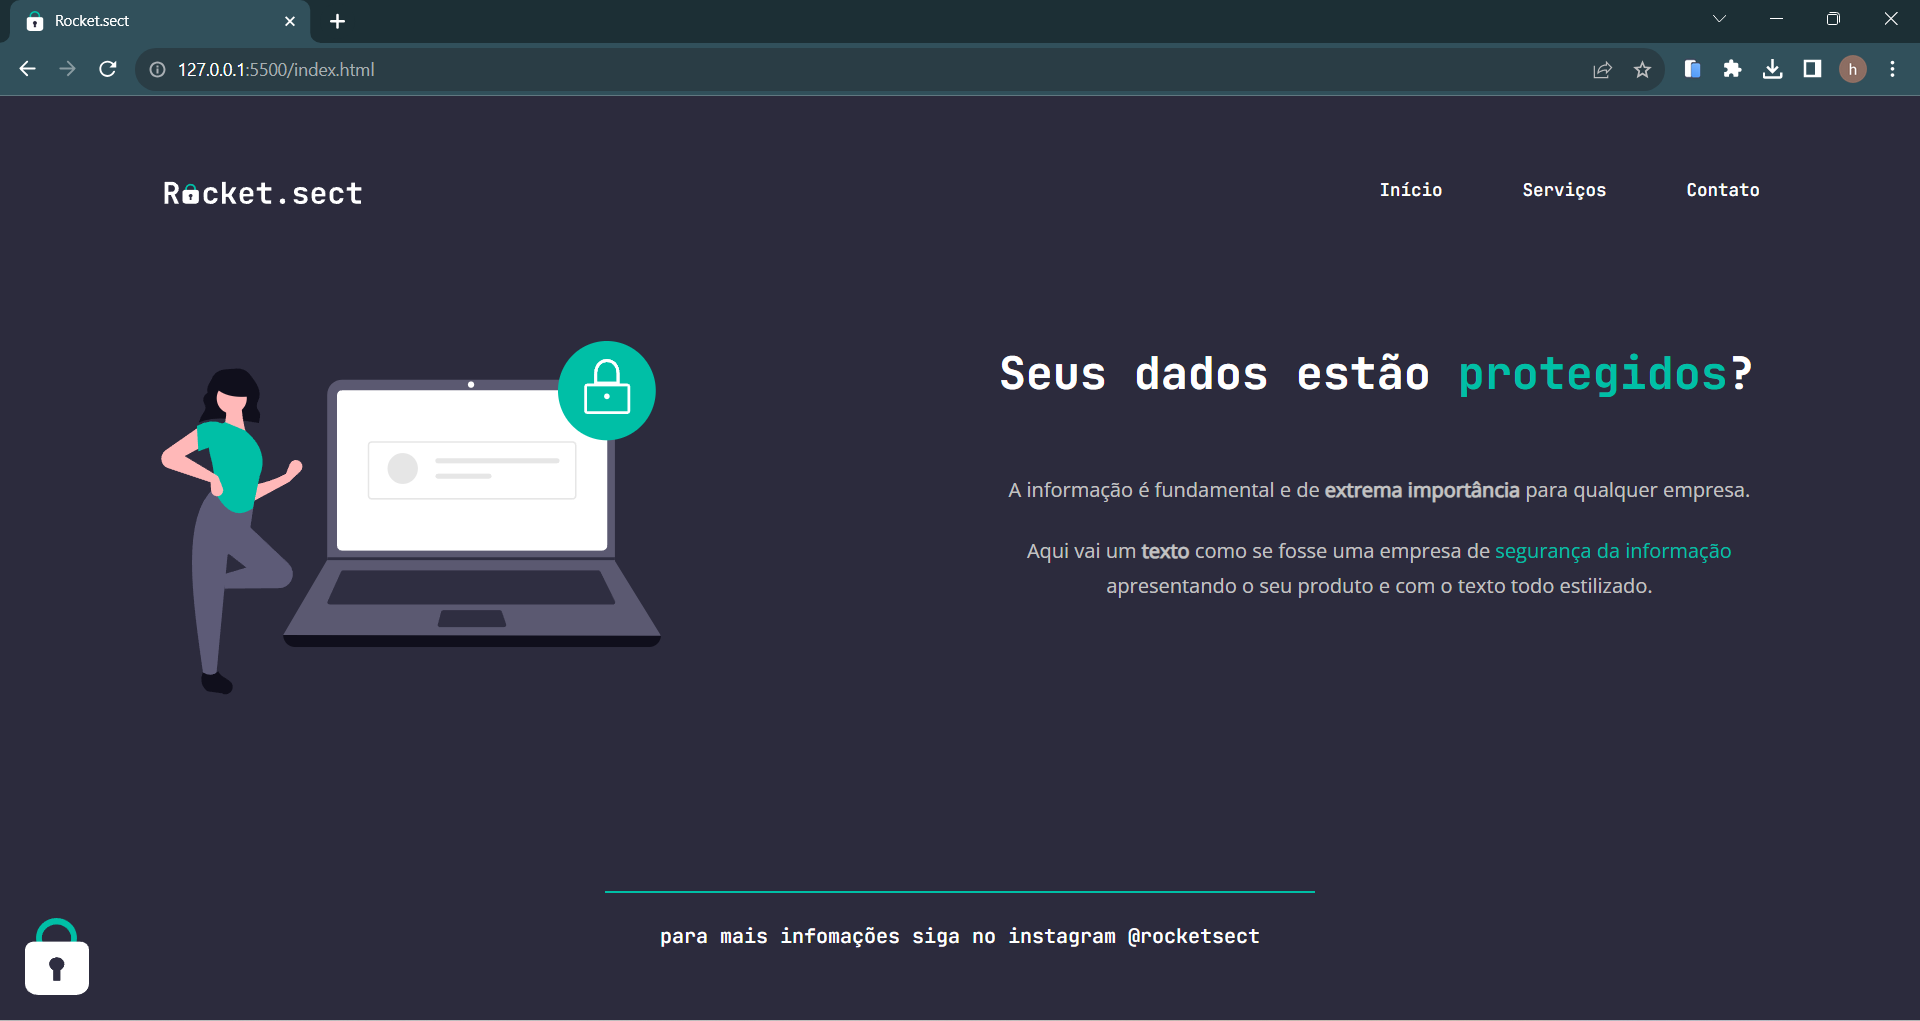 Rocket.sect
127.0.0.1:5500/index.html
h
Rocket.sect
Início Serviços Contato
Seus dados estão protegidos?
A informação é fundamental e de extrema importância para qualquer empresa.
Aqui vai um texto como se fosse uma empresa de segurança da informação
apresentando o seu produto e com o texto todo estilizado.
para mais infomações siga no instagram @rocketsect